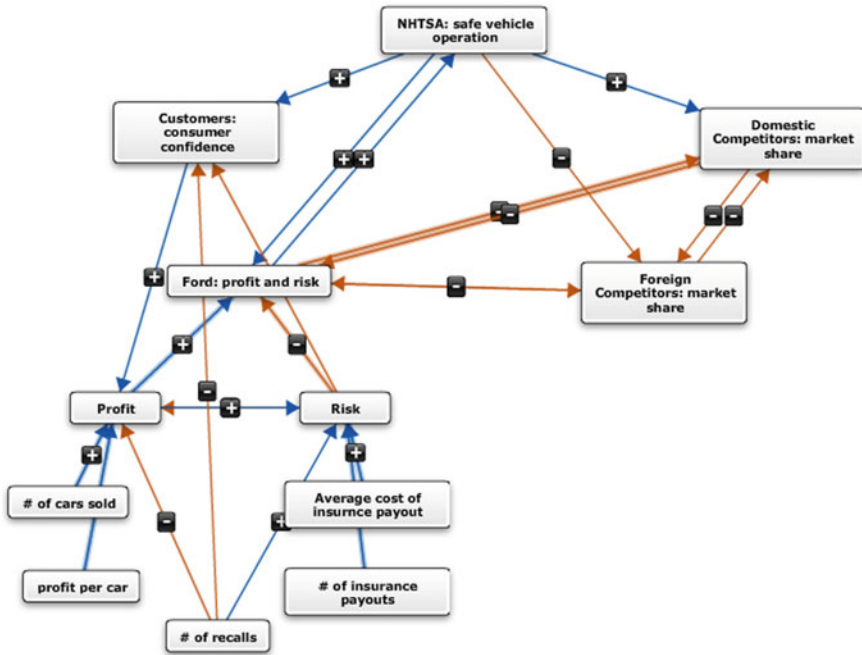 NHTSA: safe vehicle
operation
+
+
Customers:
consumer
confidence
Domestic
Competitors: market
share
+ +
-
- -
- -
Ford: profit and risk
-
Foreign
Competitors: market
share
+
+
-
Profit
-
+
Risk
+
+
# of cars sold
Average cost of
insurnce payout
-
+
profit per car
# of insurance
payouts
# of recalls